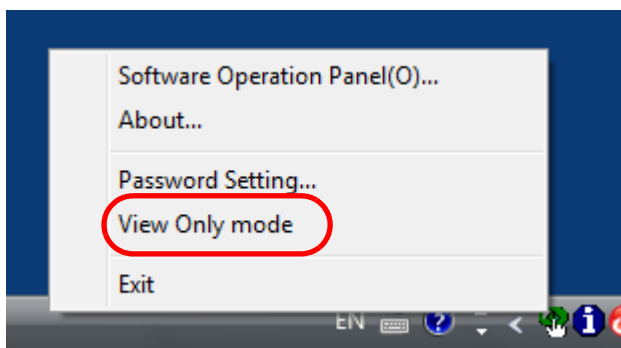 Software Operation Panel(O)...
About...
Password Setting...
View Only mode
Exit
EN